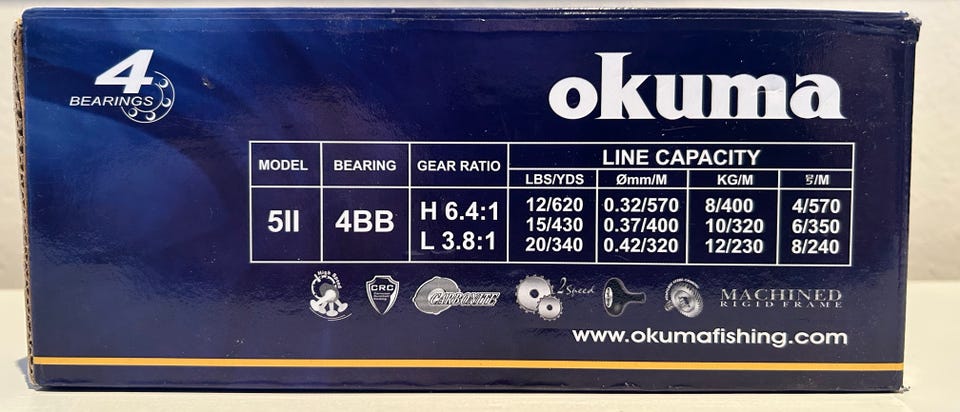 4
BEARINGS
okuma
MODEL BEARING GEAR RATIO LINE CAPACITY
LBS/YDS Ømm/M KG/M 号/M
5II 4BB H 6.4:1 L 3.8:1
12/620 0.32/570 8/400 4/570
15/430 0.37/400 10/320 6/350
20/340 0.42/320 12/230 8/240
High Speed
CRC
CARBONITE
2 Speed
MACHINED
RIGID FRAME
www.okumafishing.com